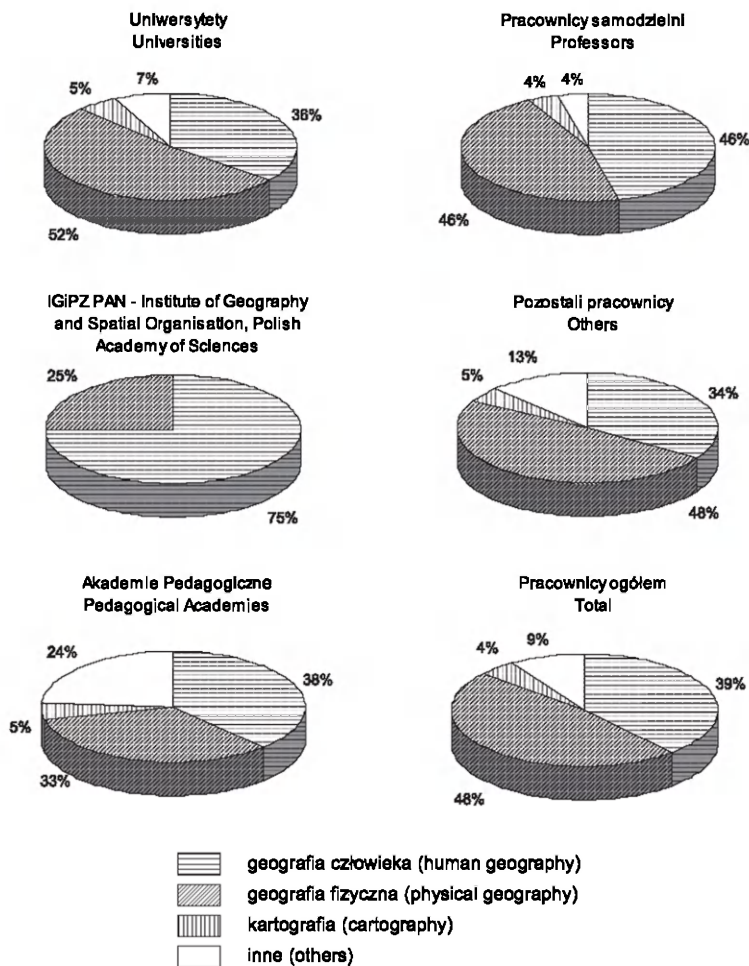 Uniwersytety
Universities
5%
7%
36%
52%
Pracownicy samodzielni
Professors
4%
4%
46%
46%
IGiPZ PAN - Institute of Geography
and Spatial Organisation, Polish
Academy of Sciences
25%
75%
Pozostali pracownicy
Others
5%
13%
34%
48%
Akademie Pedagogiczne
Pedagogical Academies
24%
38%
5%
33%
Pracownicy ogółem
Total
4%
9%
39%
48%
geografia człowieka (human geography)
geografia fizyczna (physical geography)
kartografia (cartography)
inne (others)